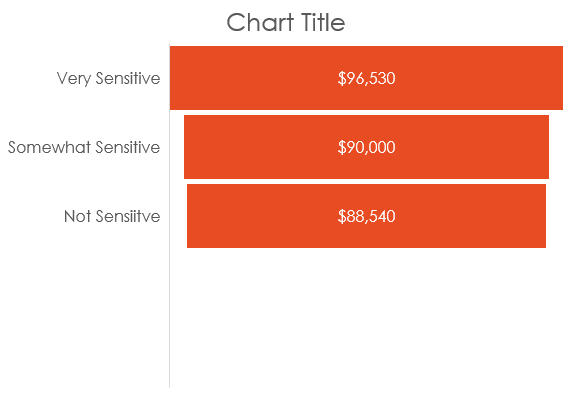 Chart Title
Very Sensitive
$96,530
Somewhat Sensitive
$90,000
Not Sensiitve
$88,540